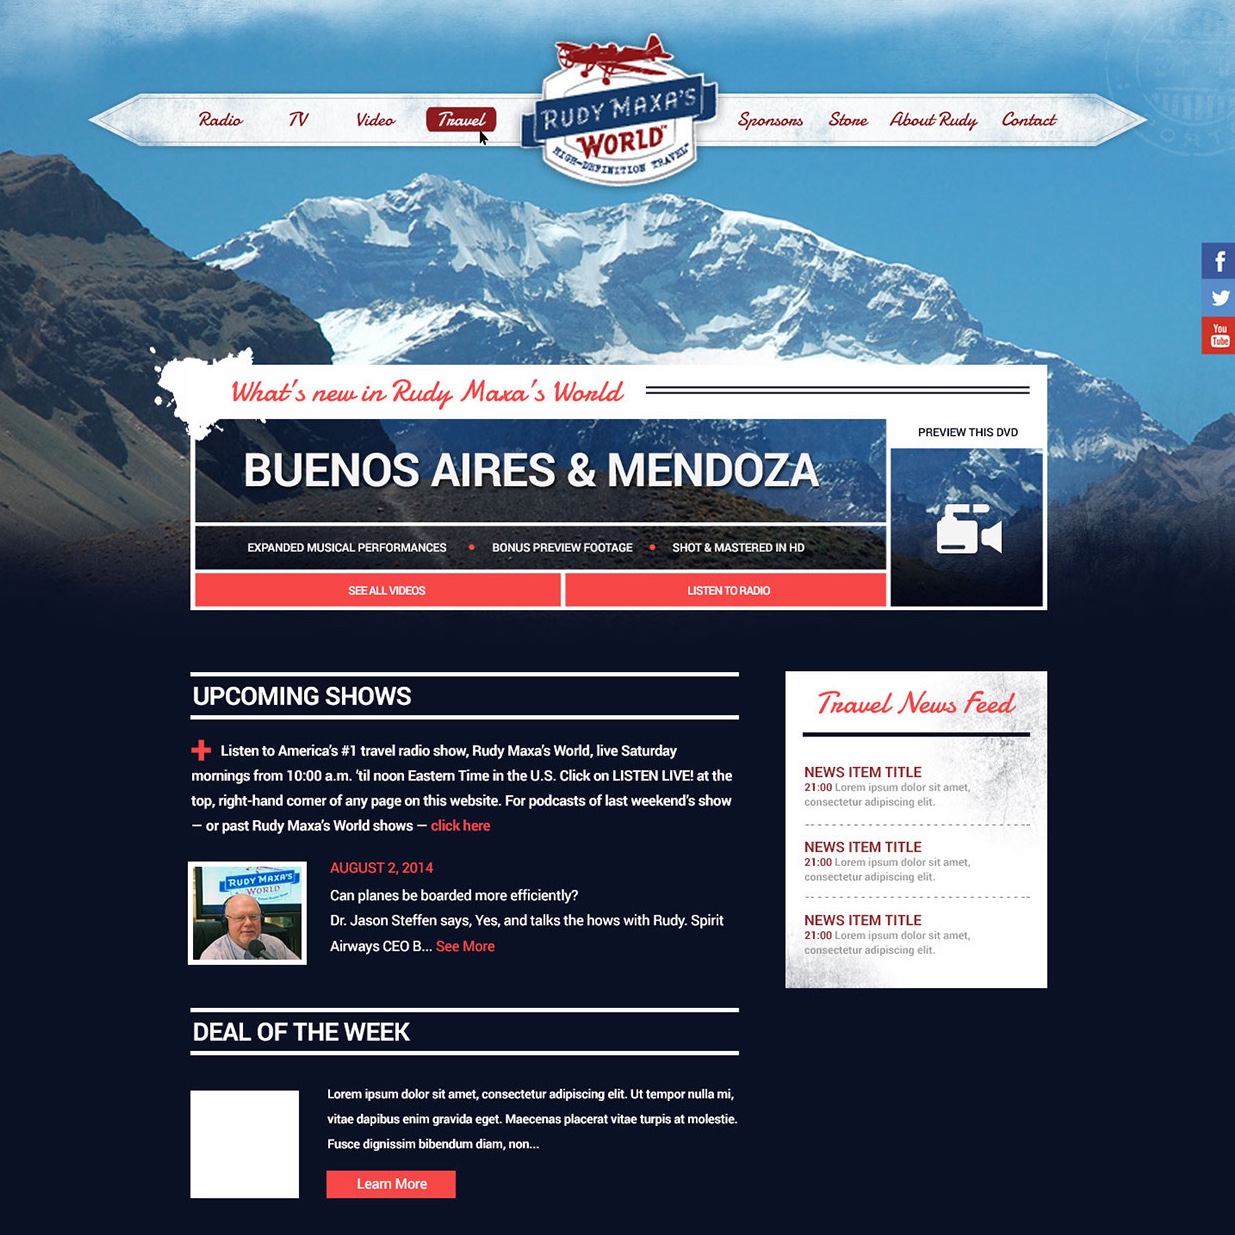 Radio TV Video Travel Sponsors Store About Rudy Contact
RUDY MAXA'S
WORLD™
HIGH-DEFINITION TRAVEL™
f
You
Tube
What's new in Rudy Maxa's World
PREVIEW THIS DVD
BUENOS AIRES & MENDOZA
EXPANDED MUSICAL PERFORMANCES • BONUS PREVIEW FOOTAGE • SHOT & MASTERED IN HD
SEE ALL VIDEOS LISTEN TO RADIO
UPCOMING SHOWS
Listen to America's #1 travel radio show, Rudy Maxa's World, live Saturday
mornings from 10:00 a.m. 'til noon Eastern Time in the U.S. Click on LISTEN LIVE! at the
top, right-hand corner of any page on this website. For podcasts of last weekend's show
— or past Rudy Maxa's World shows — click here
RUDY MAXA'S
WORLD
AUGUST 2, 2014
Can planes be boarded more efficiently?
Dr. Jason Steffen says, Yes, and talks the hows with Rudy. Spirit
Airways CEO B... See More
Travel News Feed
NEWS ITEM TITLE
21:00 Lorem ipsum dolor sit amet,
consectetur adipiscing elit.
NEWS ITEM TITLE
21:00 Lorem ipsum dolor sit amet,
consectetur adipiscing elit.
NEWS ITEM TITLE
21:00 Lorem ipsum dolor sit amet,
consectetur adipiscing elit.
DEAL OF THE WEEK
Lorem ipsum dolor sit amet, consectetur adipiscing elit. Ut tempor nulla mi,
vitae dapibus enim gravida eget. Maecenas placerat vitae turpis at molestie.
Fusce dignissim bibendum diam, non...
Learn More